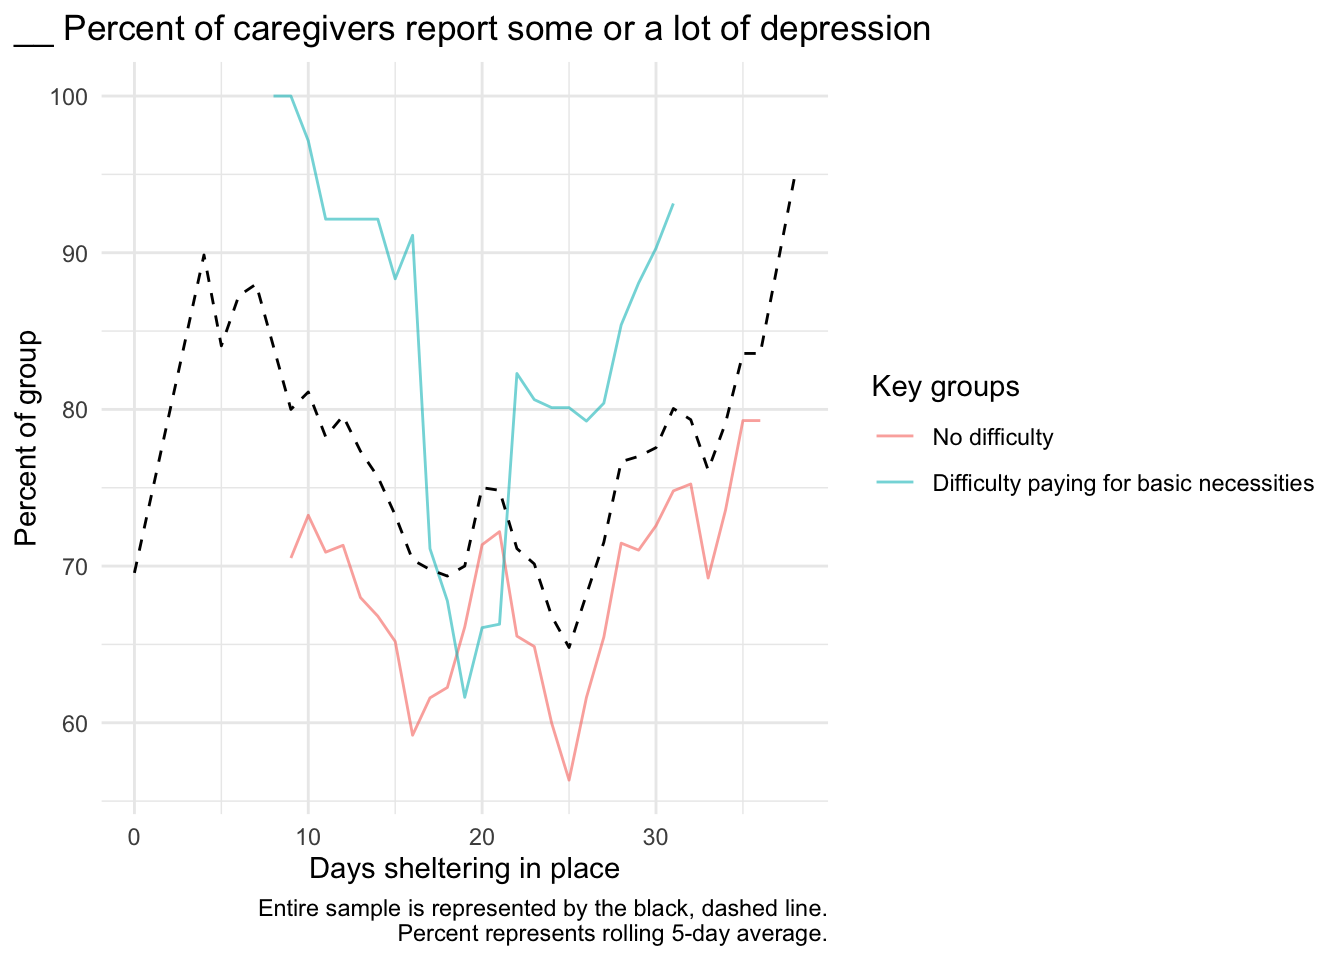 __ Percent of caregivers report some or a lot of depression
100
90
80
70
60
Percent of group
0 10 20 30
Days sheltering in place
Key groups
No difficulty
Difficulty paying for basic necessities
Entire sample is represented by the black, dashed line.
Percent represents rolling 5-day average.